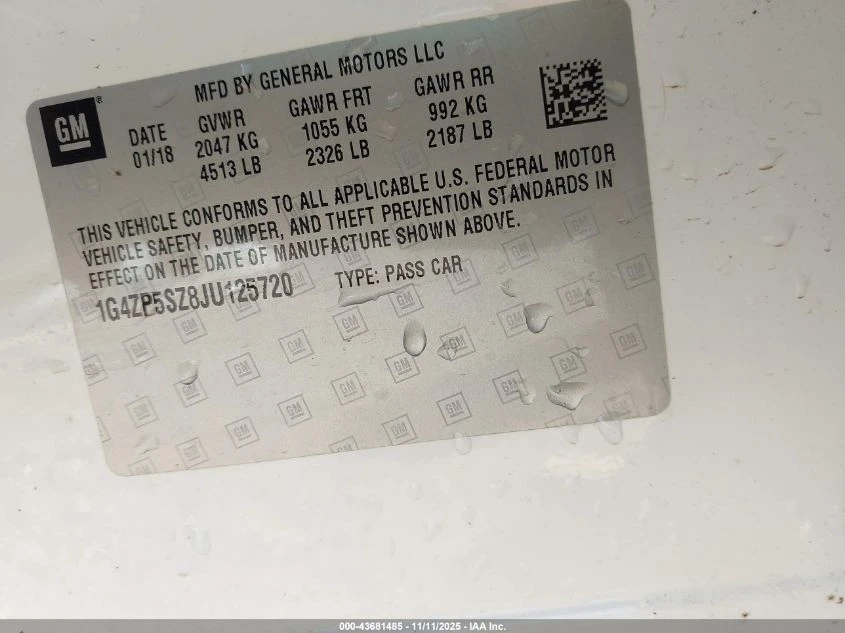 MFD BY GENERAL MOTORS LLC
GM
DATE GVWR GAWR FRT GAWR RR
01/18 2047 KG 1055 KG 992 KG
4513 LB 2326 LB 2187 LB
THIS VEHICLE CONFORMS TO ALL APPLICABLE U.S. FEDERAL MOTOR
VEHICLE SAFETY, BUMPER, AND THEFT PREVENTION STANDARDS IN
EFFECT ON THE DATE OF MANUFACTURE SHOWN ABOVE.
1G4ZP5SZ8JU125720 TYPE: PASS CAR
000-43681485 - 11/11/2025 - IAA Inc.